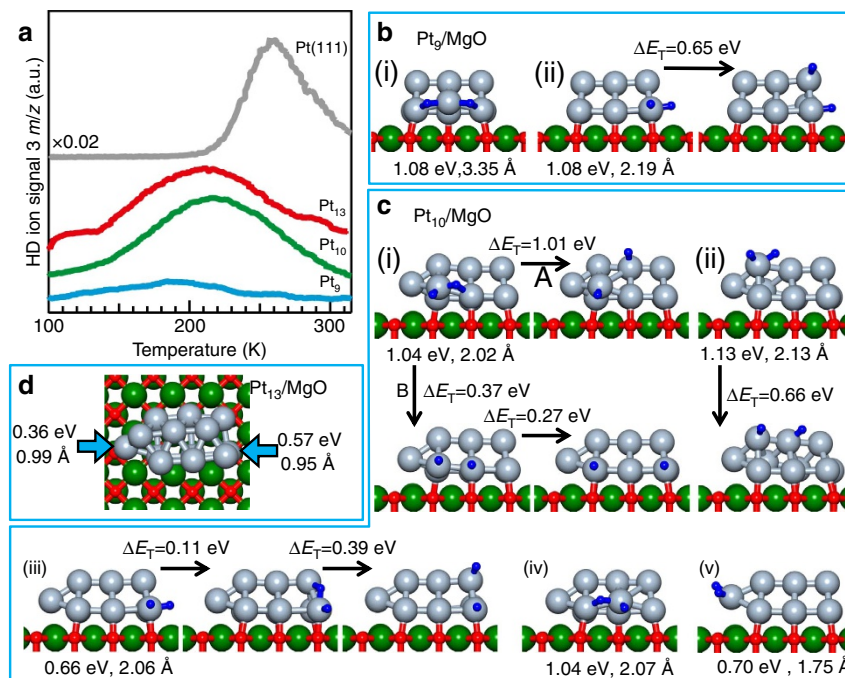 a
HD ion signal 3 m/z (a.u.)
Pt(111)
×0.02
Pt13
Pt10
Pt9
100
200
300
Temperature (K)
b
Pt9/MgO
(i)
(ii)
ΔET=0.65 eV
1.08 eV,3.35 Å
1.08 eV, 2.19 Å
c
Pt10/MgO
(i)
ΔET=1.01 eV
A
(ii)
1.04 eV, 2.02 Å
1.13 eV, 2.13 Å
B
ΔET=0.37 eV
ΔET=0.27 eV
ΔET=0.66 eV
d
Pt13/MgO
0.36 eV
0.99 Å
0.57 eV
0.95 Å
(iii)
ΔET=0.11 eV
ΔET=0.39 eV
(iv)
(v)
0.66 eV, 2.06 Å
1.04 eV, 2.07 Å
0.70 eV , 1.75 Å